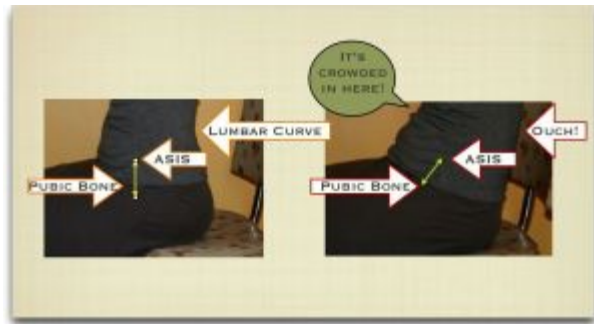 IT'S
CROWDED
IN HERE!
LUMBAR CURVE
ASIS
PUBIC BONE
OUCH!
ASIS
PUBIC BONE